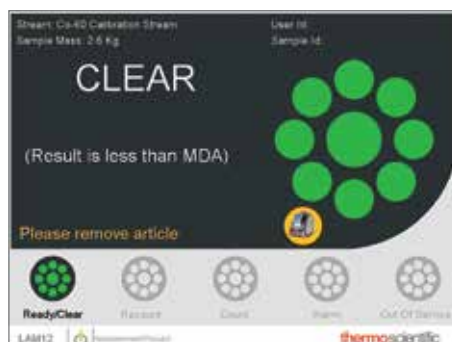 Stream: Co-60 Calibration Stream
User Id:
Sample Mass: 2.6 Kg
Sample Id:
CLEAR
(Result is less than MDA)
Please remove article
Ready/Clear
Recount
Count
Alarm
Out Of Service
LAM12
thermoscientific